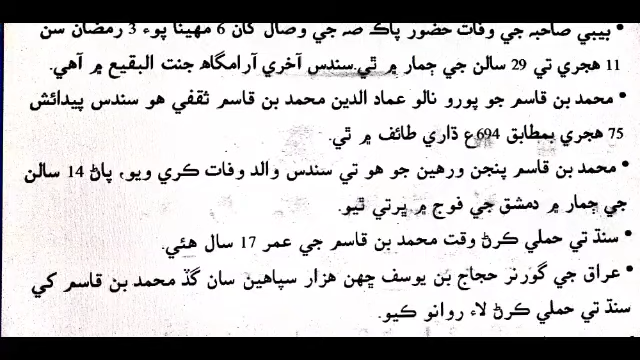 • بيبي صاحبه جي وفات حضور پاڪ صه جي وصال کان 6 مهينا پوءِ 3 رمضان سن
11 هجري تي 29 سالن جي ڄمار ۾ ٿي.سندس آخري آرامگاهه جنت البقيع ۾ آهي.
• محمد بن قاسم جو پورو نالو عماد الدين محمد بن قاسم ثقفي هو سندس پيدائش
75 هجري بمطابق 694ع ڌاري طائف ۾ ٿي.
• محمد بن قاسم پنجن ورهين جو هو تي سندس والد وفات ڪري ويو، پاڻ 14 سالن
جي ڄمار ۾ دمشق جي فوج ۾ ڀرتي ٿيو.
• سنڌ تي حملي ڪرڻ وقت محمد بن قاسم جي عمر 17 سال هئي.
• عراق جي گورنر حجاج بن يوسف ڇهن هزار سپاهين سان گڏ محمد بن قاسم کي
سنڌ تي حملي ڪرڻ لاءِ روانو ڪيو.